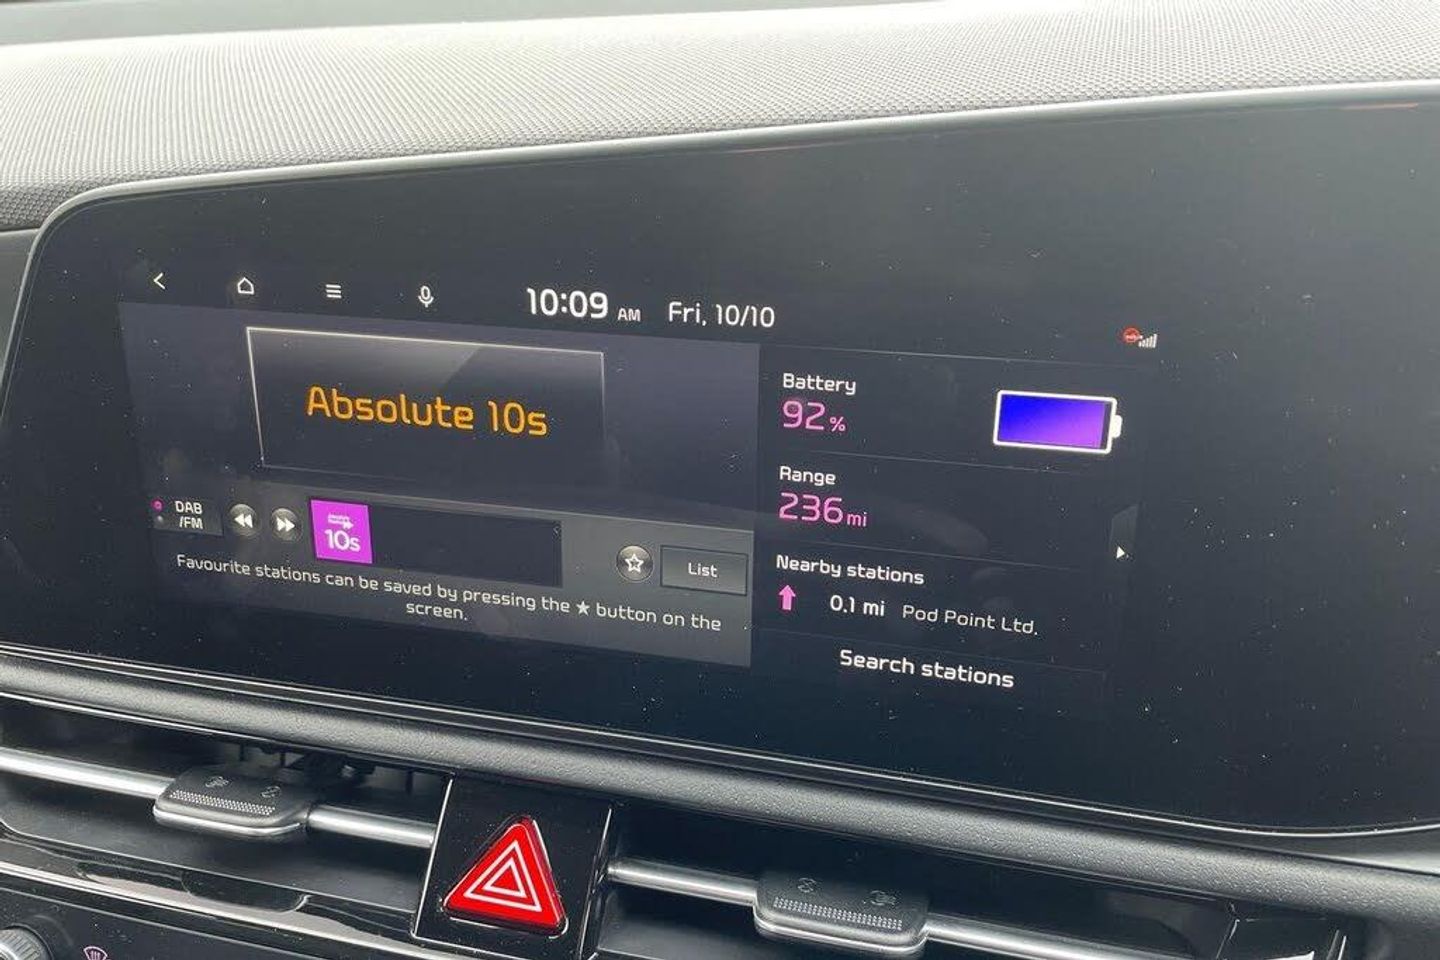 10:09 AM Fri, 10/10
Absolute 10s
DAB
/FM
10s
List
Favourite stations can be saved by pressing the ★ button on the
screen.
Battery
92%
Range
236mi
Nearby stations
0.1 mi Pod Point Ltd.
Search stations